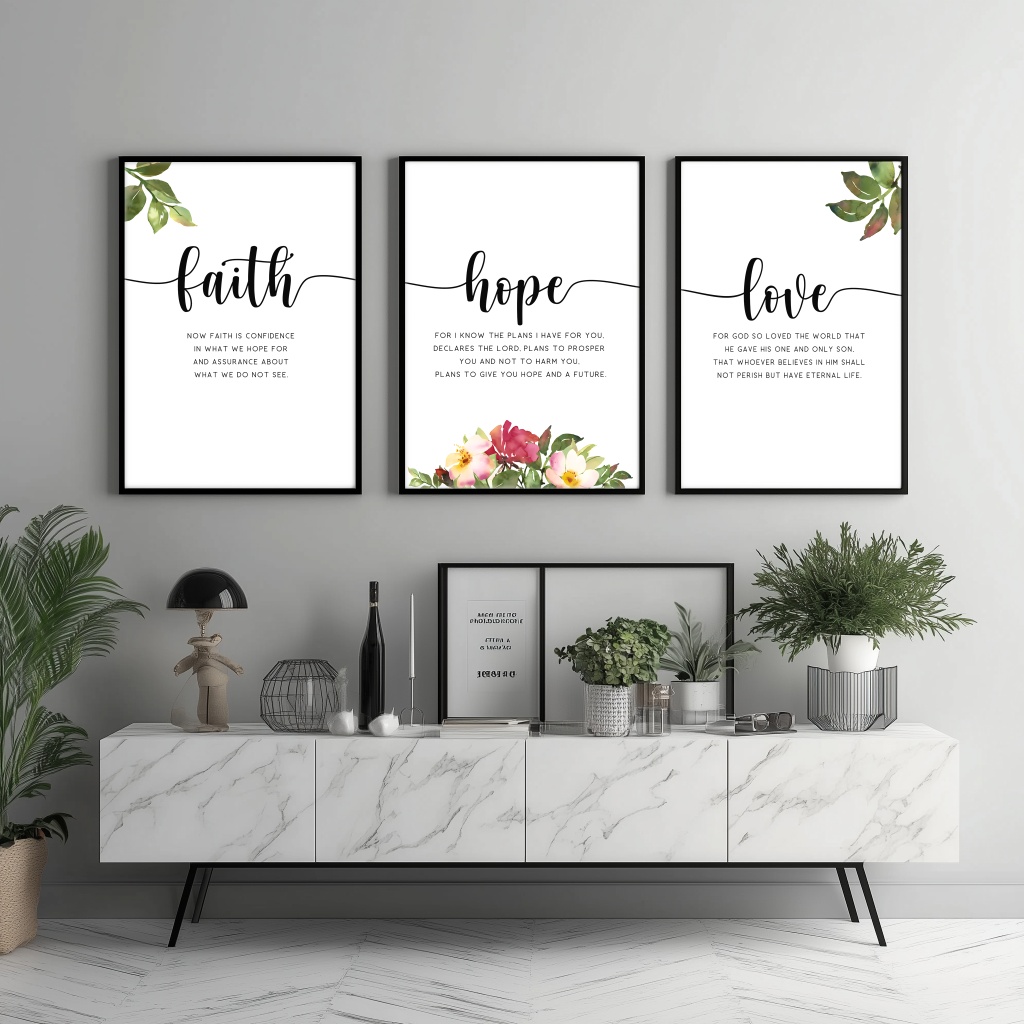 faith
NOW FAITH IS CONFIDENCE
IN WHAT WE HOPE FOR
AND ASSURANCE ABOUT
WHAT WE DO NOT SEE.
hope
FOR I KNOW THE PLANS I HAVE FOR YOU,
DECLARES THE LORD, PLANS TO PROSPER
YOU AND NOT TO HARM YOU,
PLANS TO GIVE YOU HOPE AND A FUTURE.
love
FOR GOD SO LOVED THE WORLD THAT
HE GAVE HIS ONE AND ONLY SON,
THAT WHOEVER BELIEVES IN HIM SHALL
NOT PERISH BUT HAVE ETERNAL LIFE.